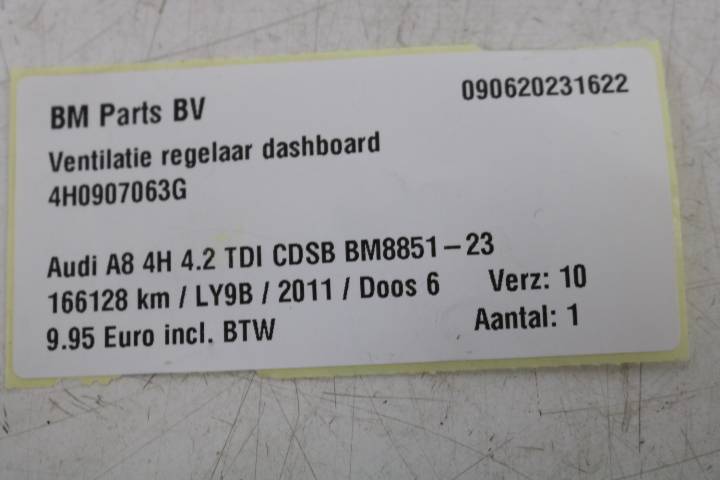 BM Parts BV 090620231622
Ventilatie regelaar dashboard
4H0907063G
Audi A8 4H 4.2 TDI CDSB BM8851-23
166128 km / LY9B / 2011 / Doos 6 Verz: 10
9.95 Euro incl. BTW Aantal: 1